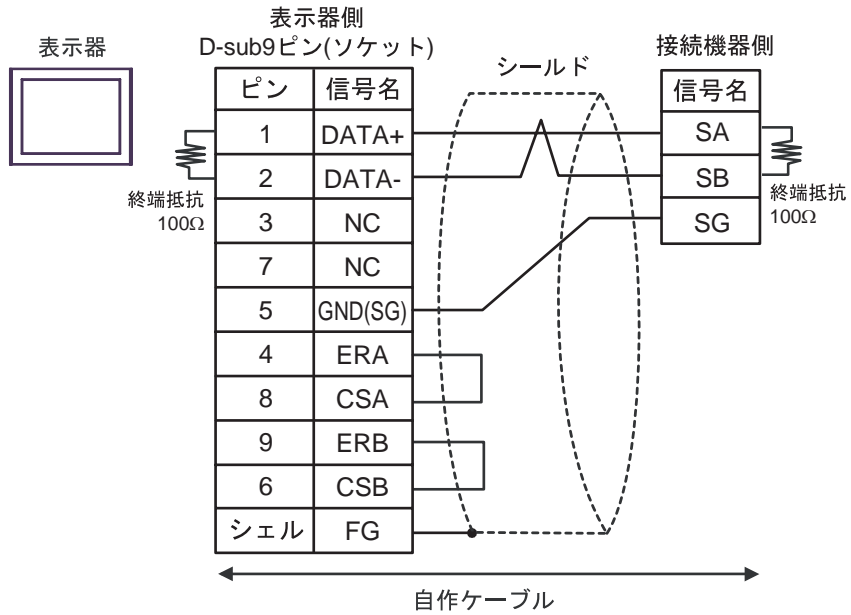 表示器
表示器側
D-sub9ピン(ソケット)
ピン 信号名
1 DATA+
2 DATA-
3 NC
7 NC
5 GND(SG)
4 ERA
8 CSA
9 ERB
6 CSB
シェル FG
終端抵抗
100Ω
シールド
接続機器側
信号名
SA
SB
SG
終端抵抗
100Ω
自作ケーブル